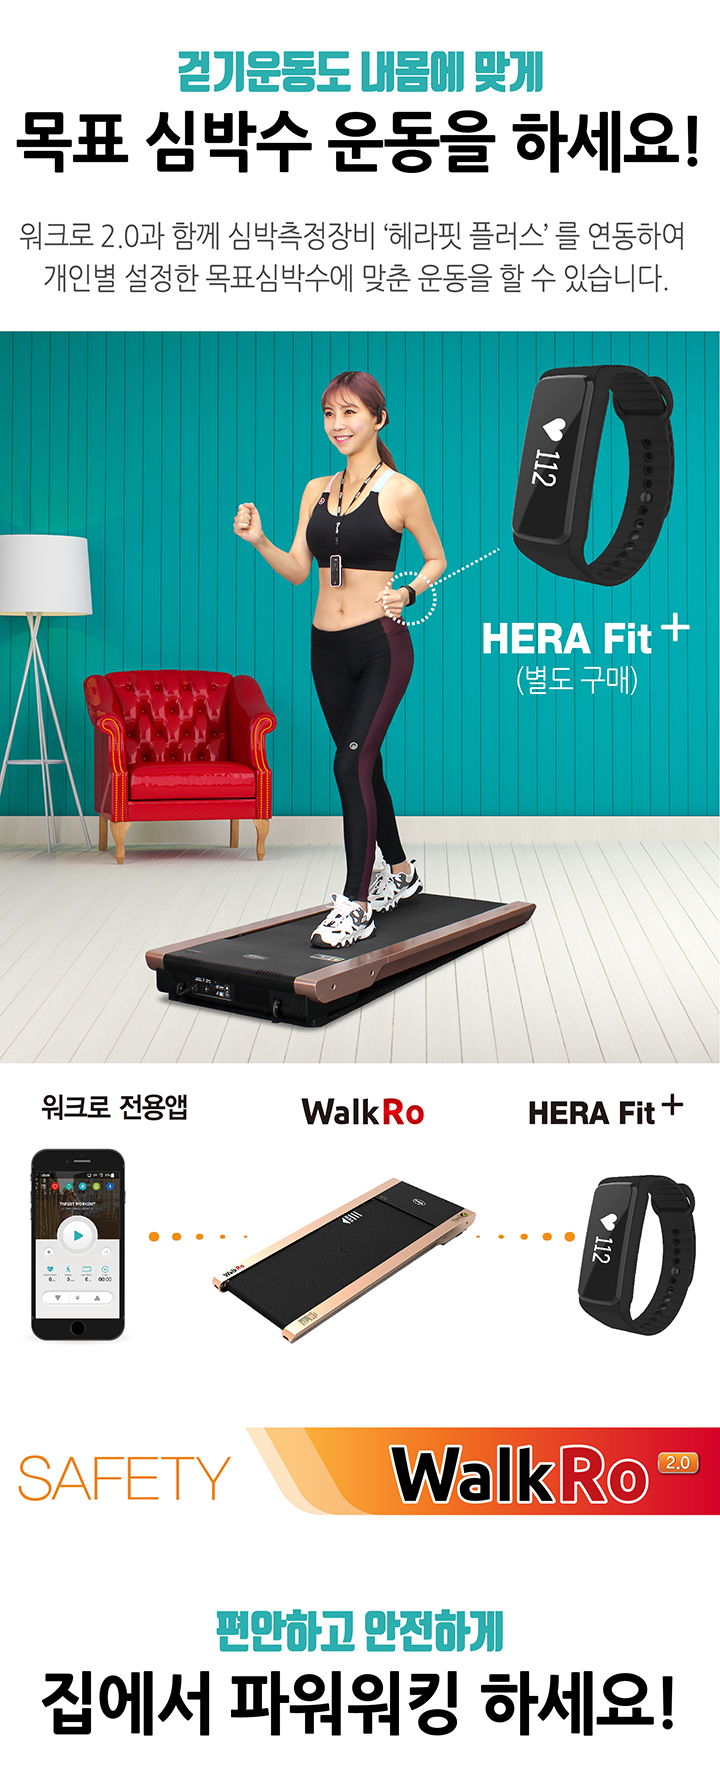 걷기운동도 내몸에 맞게
목표 심박수 운동을 하세요!
워크로 2.0과 함께 심박측정장비 ‘헤라핏 플러스’ 를 연동하여
개인별 설정한 목표심박수에 맞춘 운동을 할 수 있습니다.
112
HERA Fit+
(별도 구매)
워크로 전용앱
WalkRo
HERA Fit+
TARGET WORKOUT
00:00
WalkRo
112
SAFETY
WalkRo 2.0
편안하고 안전하게
집에서 파워워킹 하세요!